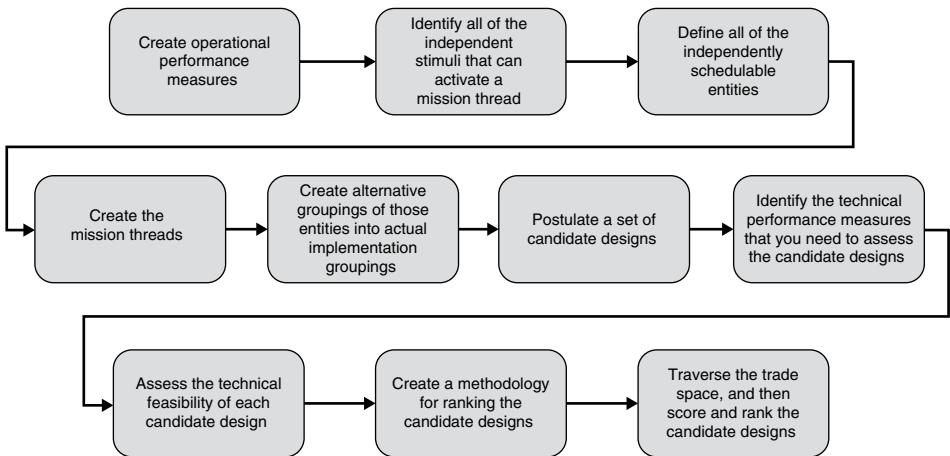 Create operational
performance
measures
Identify all of the
independent
stimuli that can
activate a
mission thread
Define all of the
independently
schedulable
entities
Create the
mission threads
Create alternative
groupings of those
entities into actual
implementation
groupings
Postulate a set of
candidate designs
Identify the technical
performance measures
that you need to assess
the candidate designs
Assess the technical
feasibility of each
candidate design
Create a methodology
for ranking the
candidate designs
Traverse the trade
space, and then
score and rank the
candidate designs